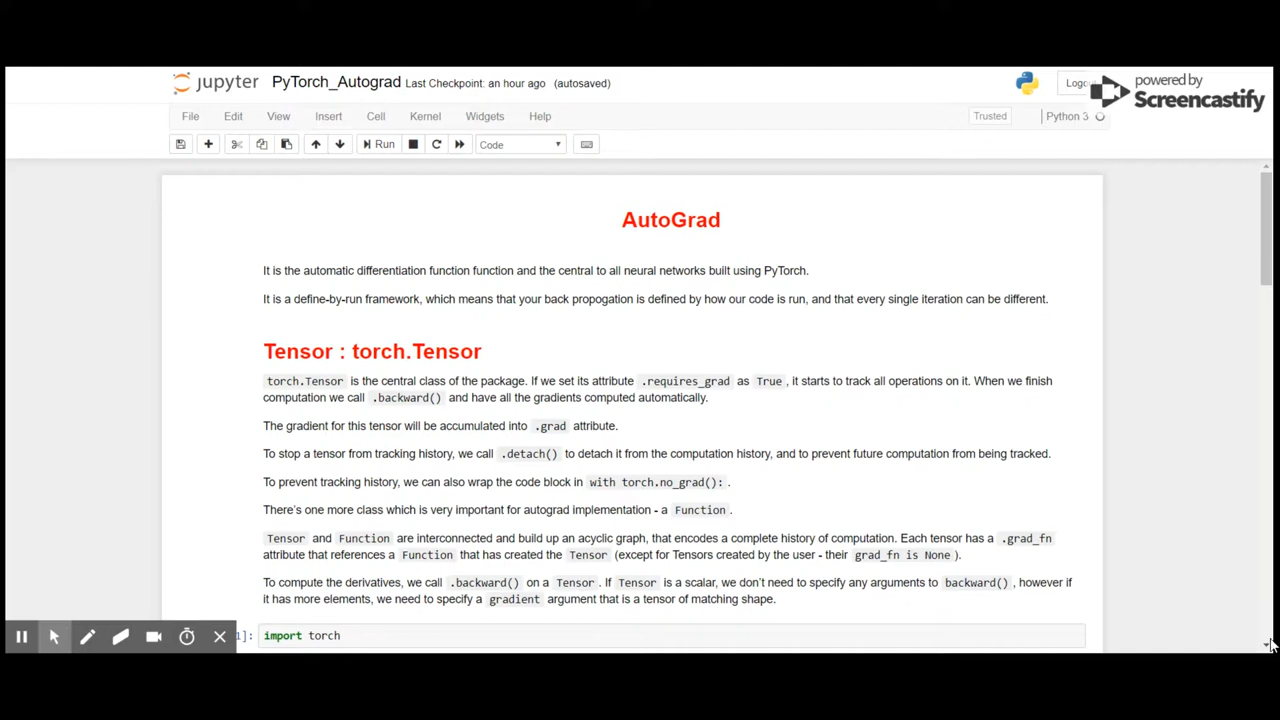 jupyter PyTorch_Autograd Last Checkpoint: an hour ago (autosaved)
powered by
Screencastify
File Edit View Insert Cell Kernel Widgets Help Trusted Python 3
Run Code
AutoGrad
It is the automatic differentiation function function and the central to all neural networks built using PyTorch.
It is a define-by-run framework, which means that your back propogation is defined by how our code is run, and that every single iteration can be different.
Tensor : torch.Tensor
torch.Tensor is the central class of the package. If we set its attribute .requires_grad as True , it starts to track all operations on it. When we finish
computation we call .backward() and have all the gradients computed automatically.
The gradient for this tensor will be accumulated into .grad attribute.
To stop a tensor from tracking history, we call .detach() to detach it from the computation history, and to prevent future computation from being tracked.
To prevent tracking history, we can also wrap the code block in with torch.no_grad(): .
There's one more class which is very important for autograd implementation - a Function .
Tensor and Function are interconnected and build up an acyclic graph, that encodes a complete history of computation. Each tensor has a .grad_fn
attribute that references a Function that has created the Tensor (except for Tensors created by the user - their grad_fn is None ).
To compute the derivatives, we call .backward() on a Tensor . If Tensor is a scalar, we don't need to specify any arguments to backward() , however if
it has more elements, we need to specify a gradient argument that is a tensor of matching shape.
1]: import torch